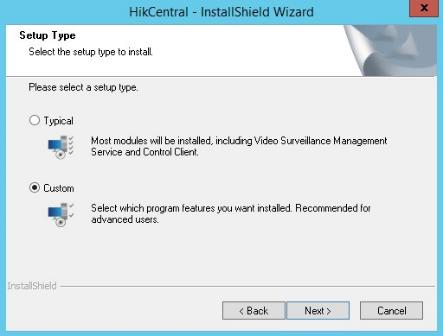 HikCentral - InstallShield Wizard
x
Setup Type
Select the setup type to install.
Please select a setup type.
Typical
Most modules will be installed, including Video Surveillance Management
Service and Control Client.
Custom
Select which program features you want installed. Recommended for
advanced users.
InstallShield
< Back
Next >
Cancel